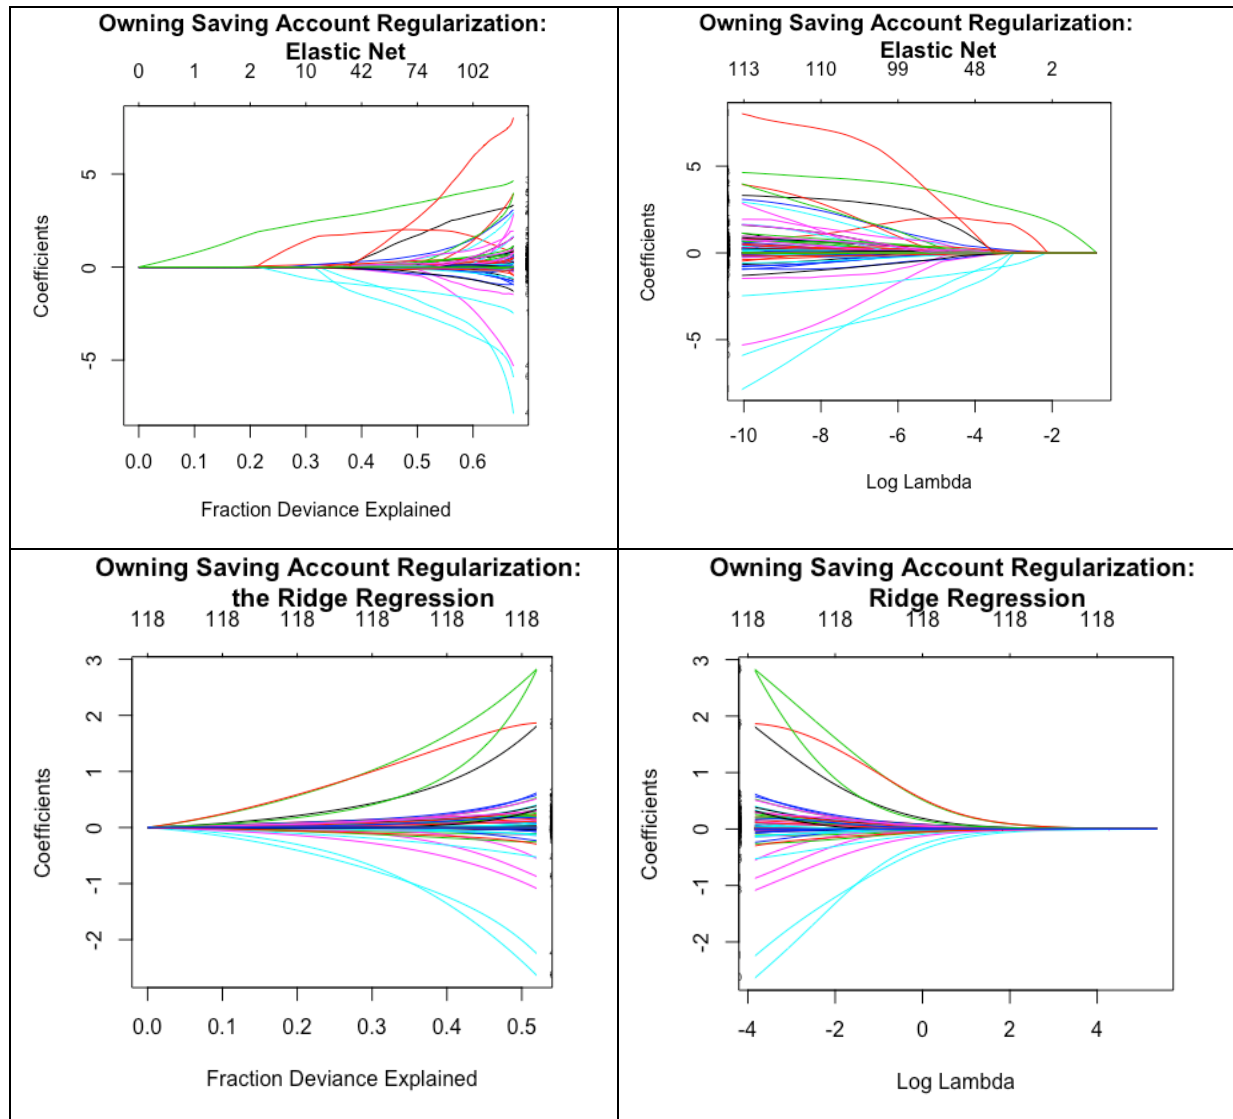 Owning Saving Account Regularization:
Elastic Net
0 1 2 10 42 74 102
5
0
-5
Coefficients
0.0 0.1 0.2 0.3 0.4 0.5 0.6
Fraction Deviance Explained
Owning Saving Account Regularization:
Elastic Net
113 110 99 48 2
5
0
-5
Coefficients
-10 -8 -6 -4 -2
Log Lambda
Owning Saving Account Regularization:
the Ridge Regression
118 118 118 118 118 118
3
2
1
0
-1
-2
Coefficients
0.0 0.1 0.2 0.3 0.4 0.5
Fraction Deviance Explained
Owning Saving Account Regularization:
Ridge Regression
118 118 118 118 118
3
2
1
0
-1
-2
Coefficients
-4 -2 0 2 4
Log Lambda